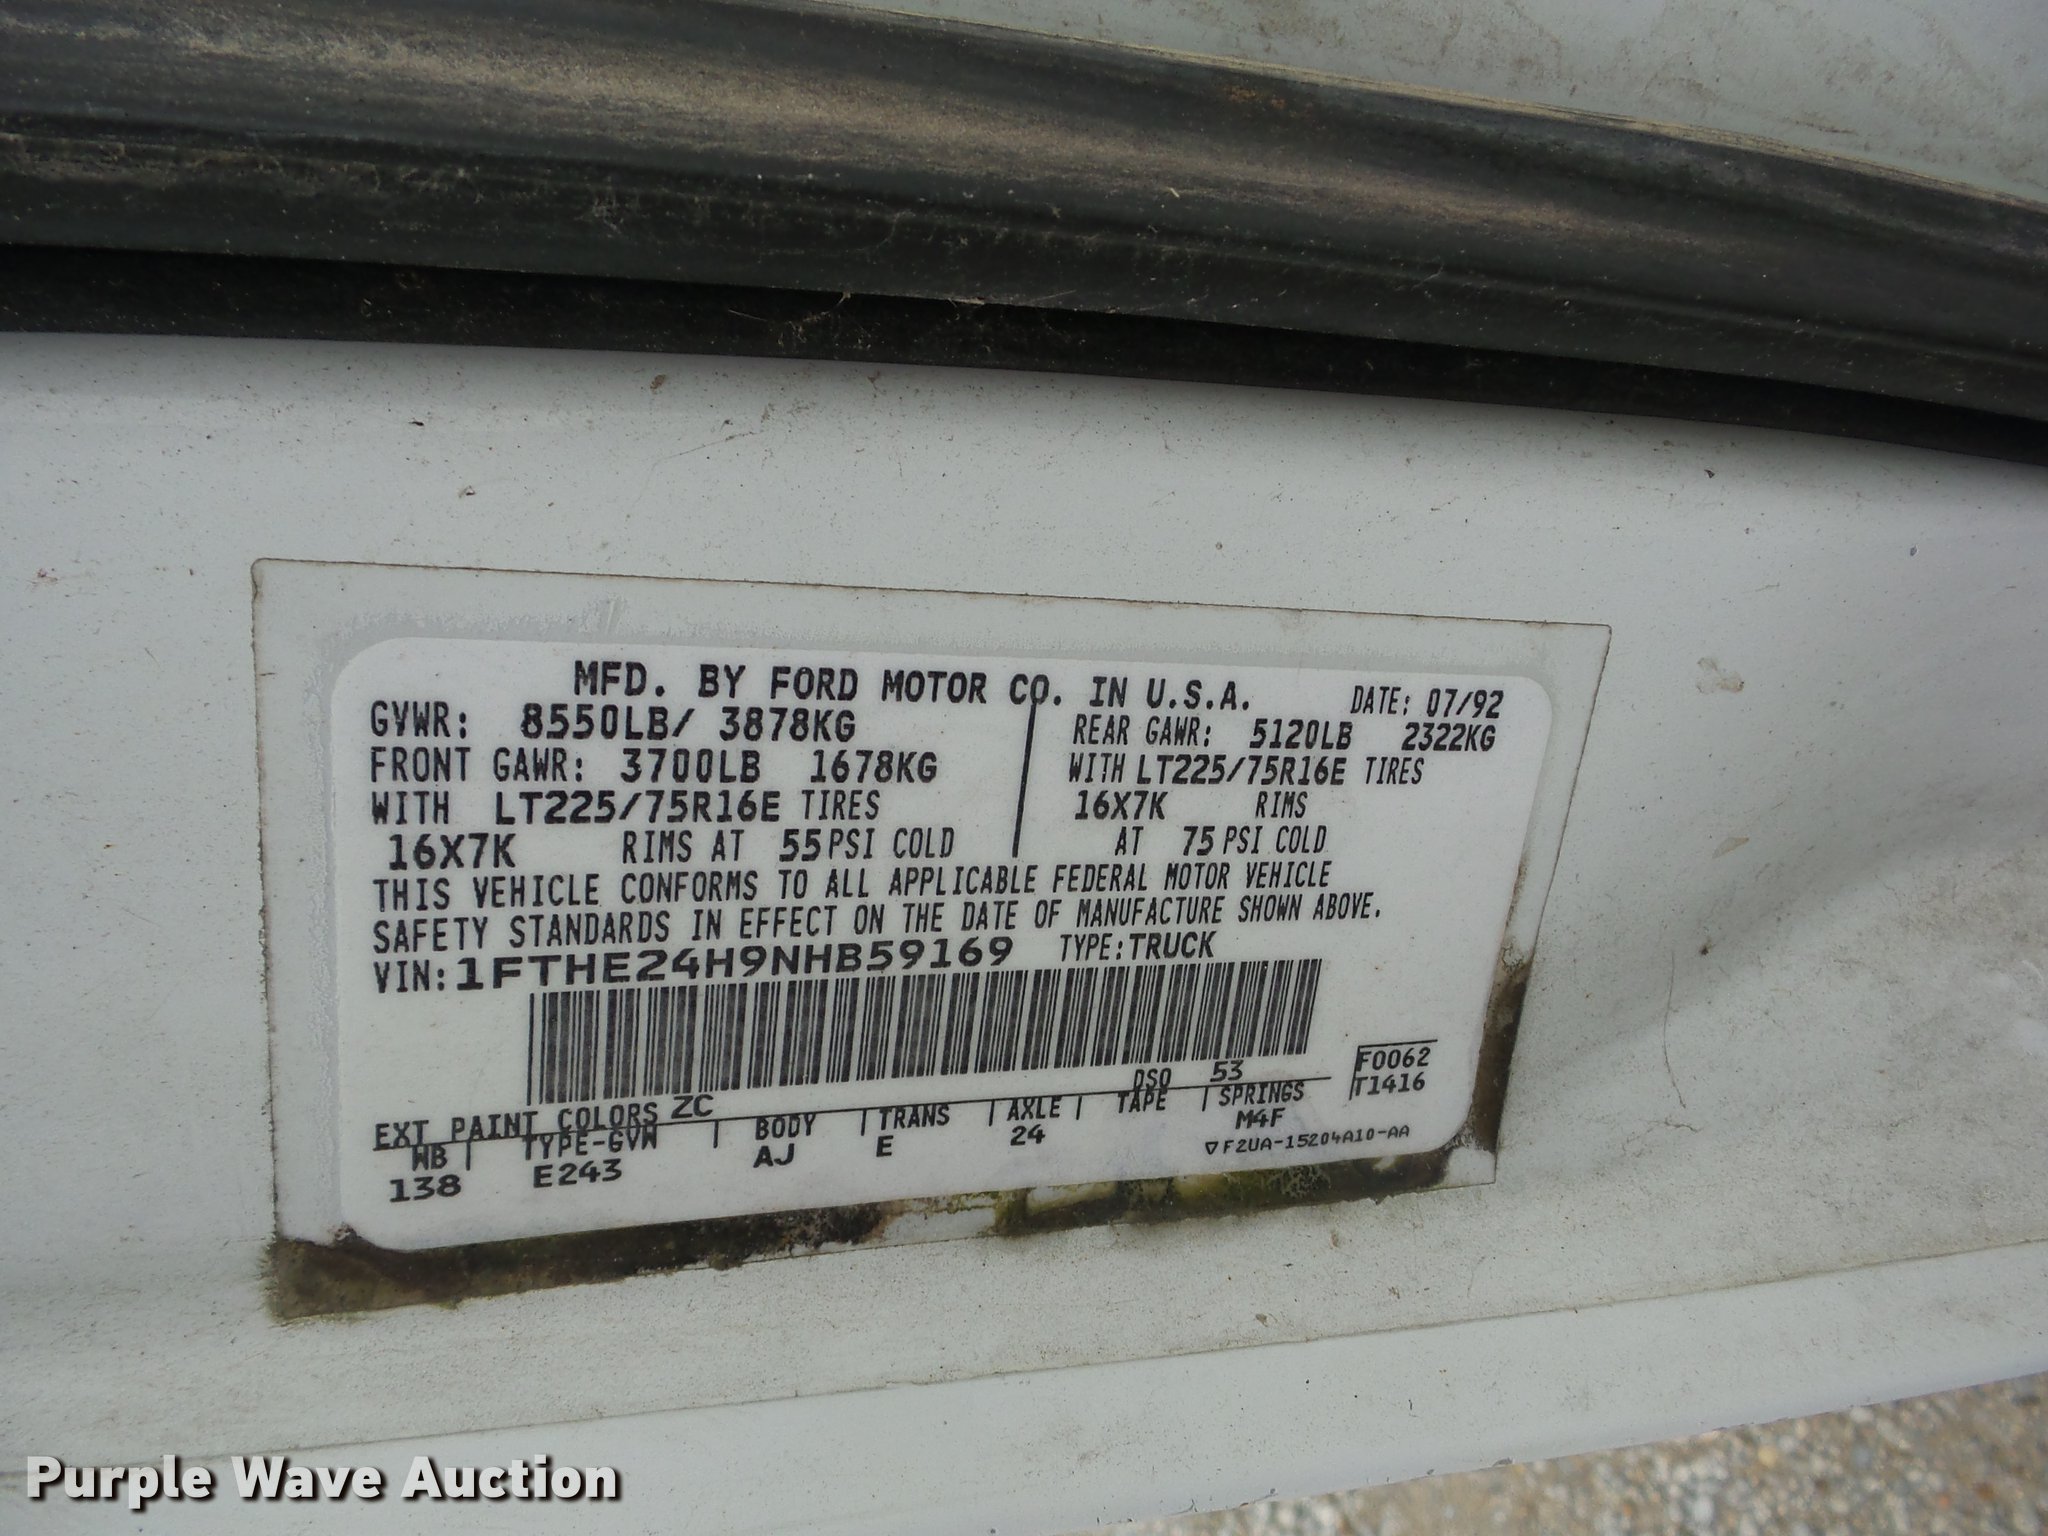 MFD. BY FORD MOTOR CO. IN U.S.A.
DATE: 07/92
GVWR: 8550LB/ 3878KG
REAR GAWR: 5120LB 2322KG
FRONT GAWR: 3700LB 1678KG
WITH LT225/75R16E TIRES
WITH LT225/75R16E TIRES
16X7K RIMS
16X7K RIMS AT 55 PSI COLD
AT 75 PSI COLD
THIS VEHICLE CONFORMS TO ALL APPLICABLE FEDERAL MOTOR VEHICLE
SAFETY STANDARDS IN EFFECT ON THE DATE OF MANUFACTURE SHOWN ABOVE.
VIN: 1FTHE24H9NHB59169 TYPE: TRUCK
F0062
T1416
EXT PAINT COLORS ZC DSO 53
WB TYPE-GVW BODY TRANS AXLE TAPE SPRINGS
138 E243 AJ E 24 M4F
F2UA-15204A10-AA
Purple Wave Auction